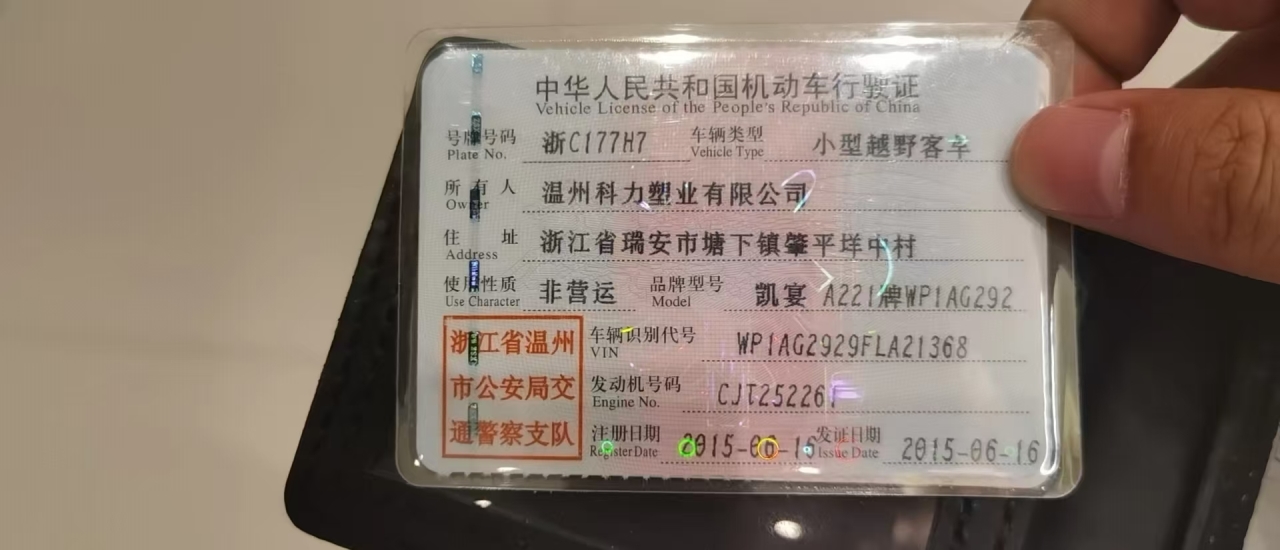 中华人民共和国机动车行驶证
Vehicle License of the People's Republic of China
号牌号码 浙C177H7 车辆类型 小型越野客车
Plate No. Vehicle Type
所有人 温州科力塑业有限公司
Owner
住址 浙江省瑞安市塘下镇肇平垟中村
Address
使用性质 非营运 品牌型号 凯宴 A221牌WP1AG292
Use Character Model
浙江省温州 车辆识别代号 WP1AG2929FLA21368
VIN
市公安局交 发动机号码 CJT252261
Engine No.
通警察支队 注册日期 2015-06-16 发证日期 2015-06-16
Register Date Issue Date